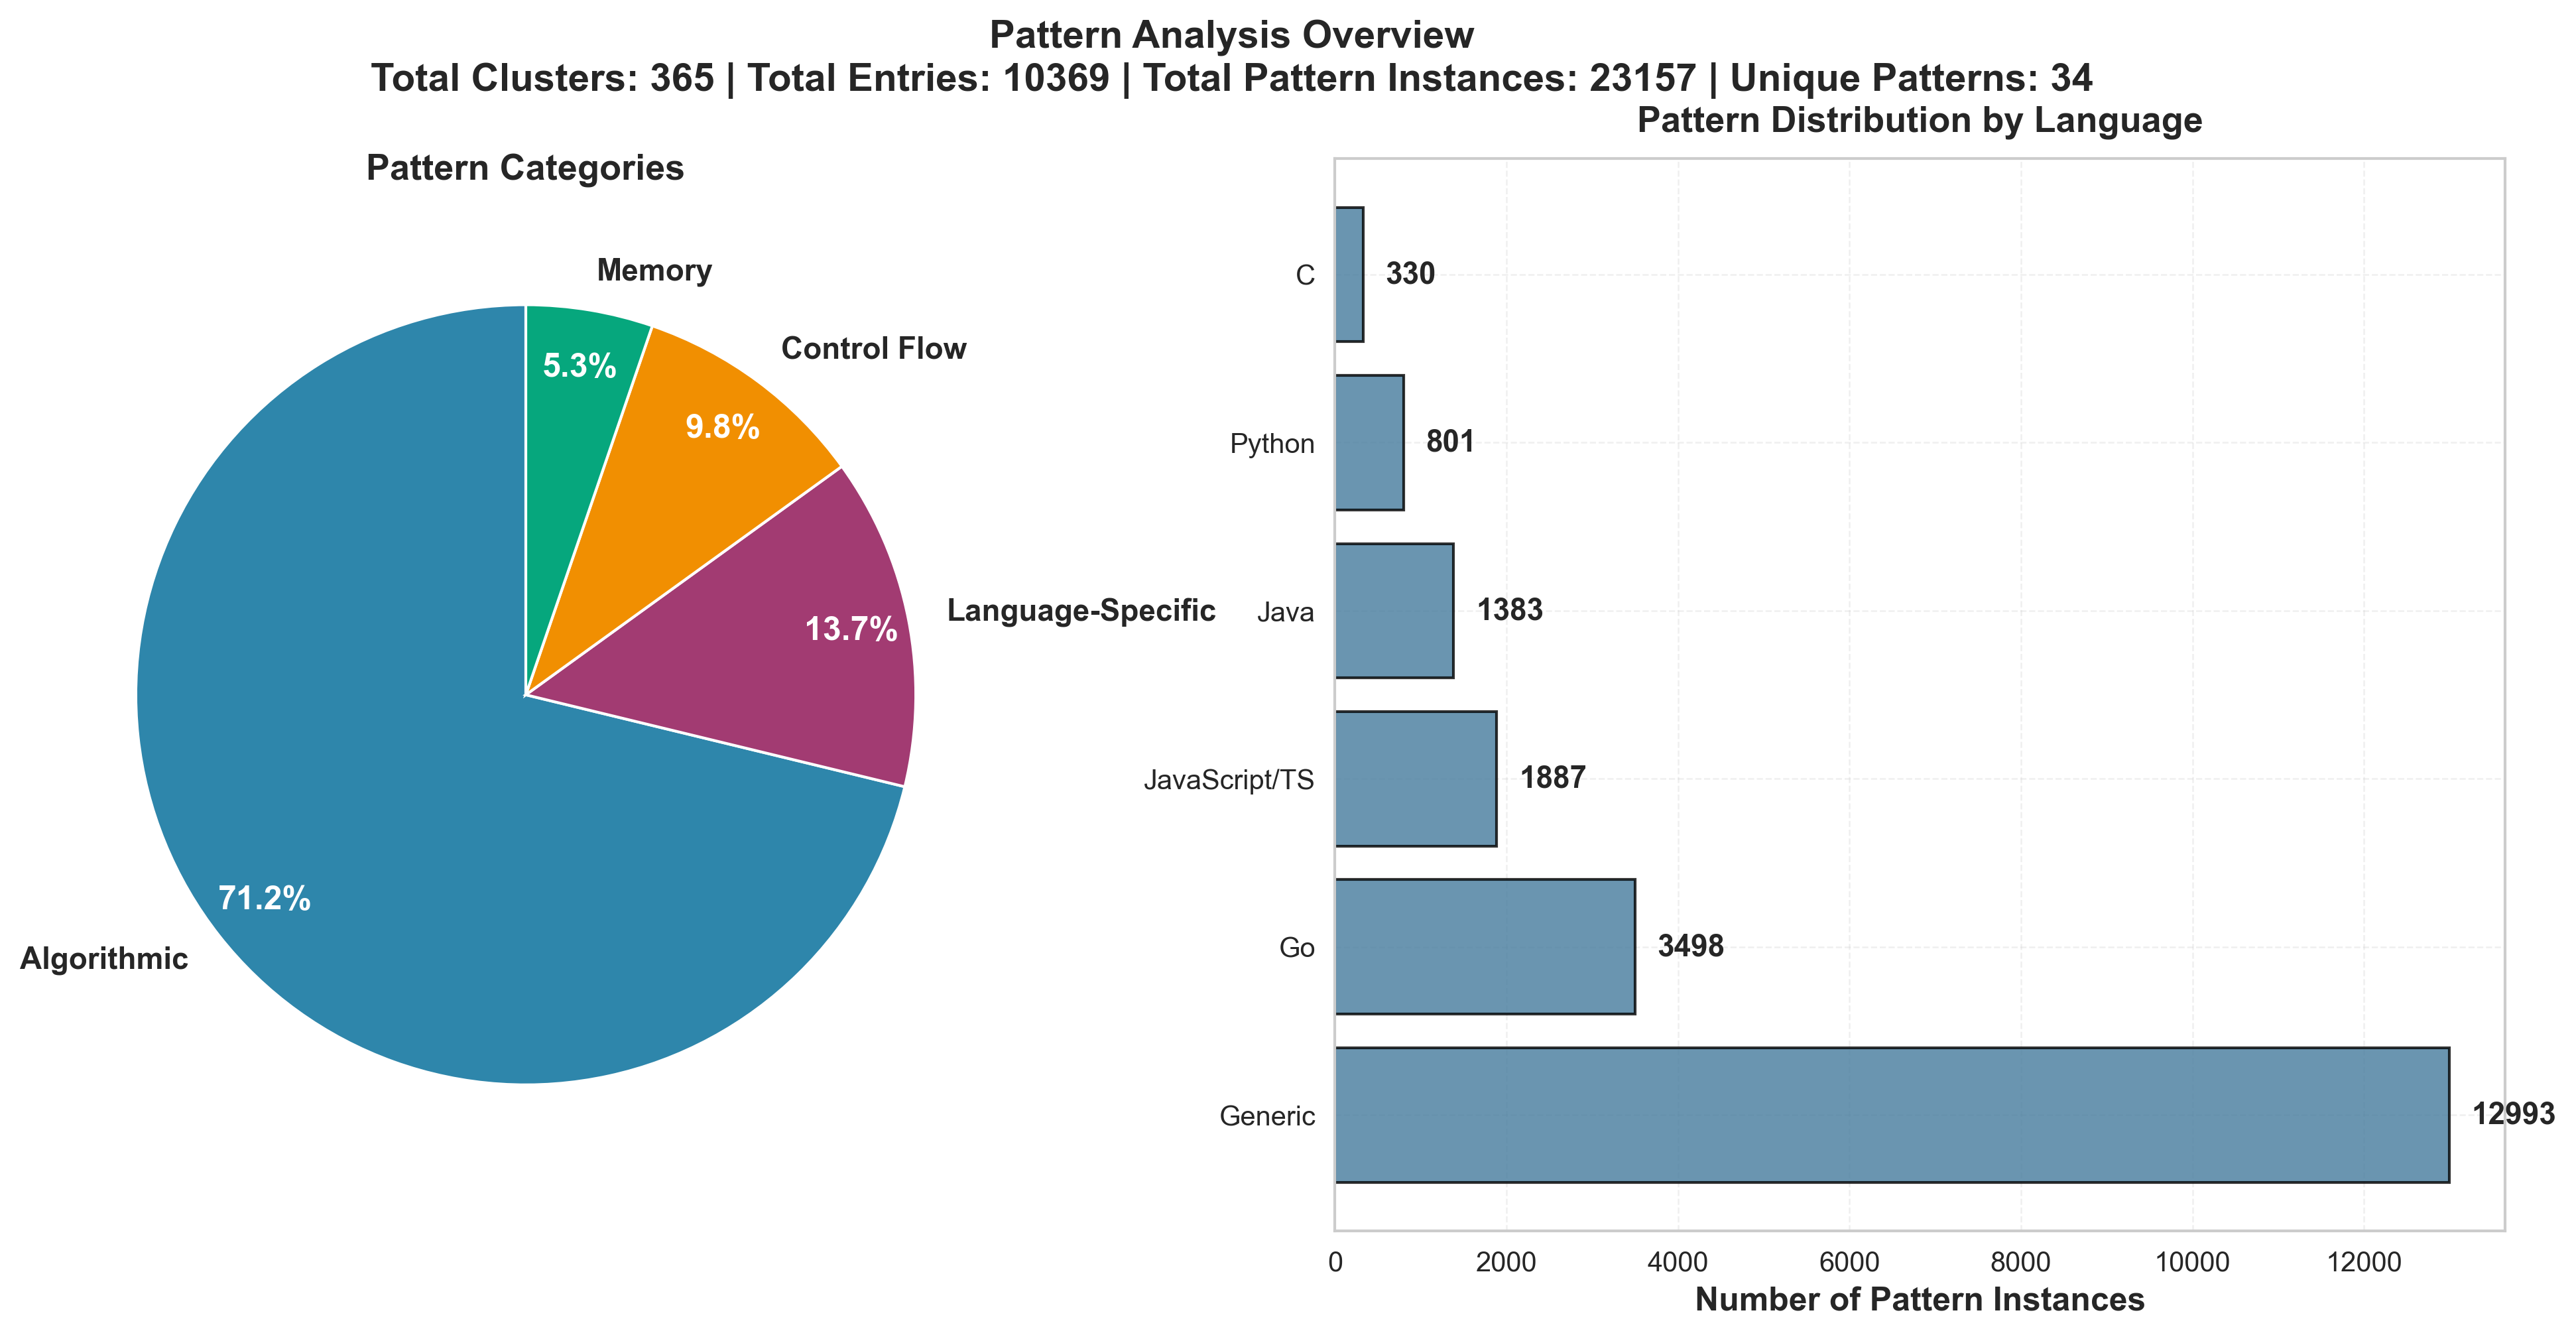 Pattern Analysis Overview
Total Clusters: 365 | Total Entries: 10369 | Total Pattern Instances: 23157 | Unique Patterns: 34
Pattern Categories
Memory
Control Flow
Language-Specific
Algorithmic
5.3%
9.8%
13.7%
71.2%
Pattern Distribution by Language
C
330
Python
801
Java
1383
JavaScript/TS
1887
Go
3498
Generic
12993
0 2000 4000 6000 8000 10000 12000
Number of Pattern Instances